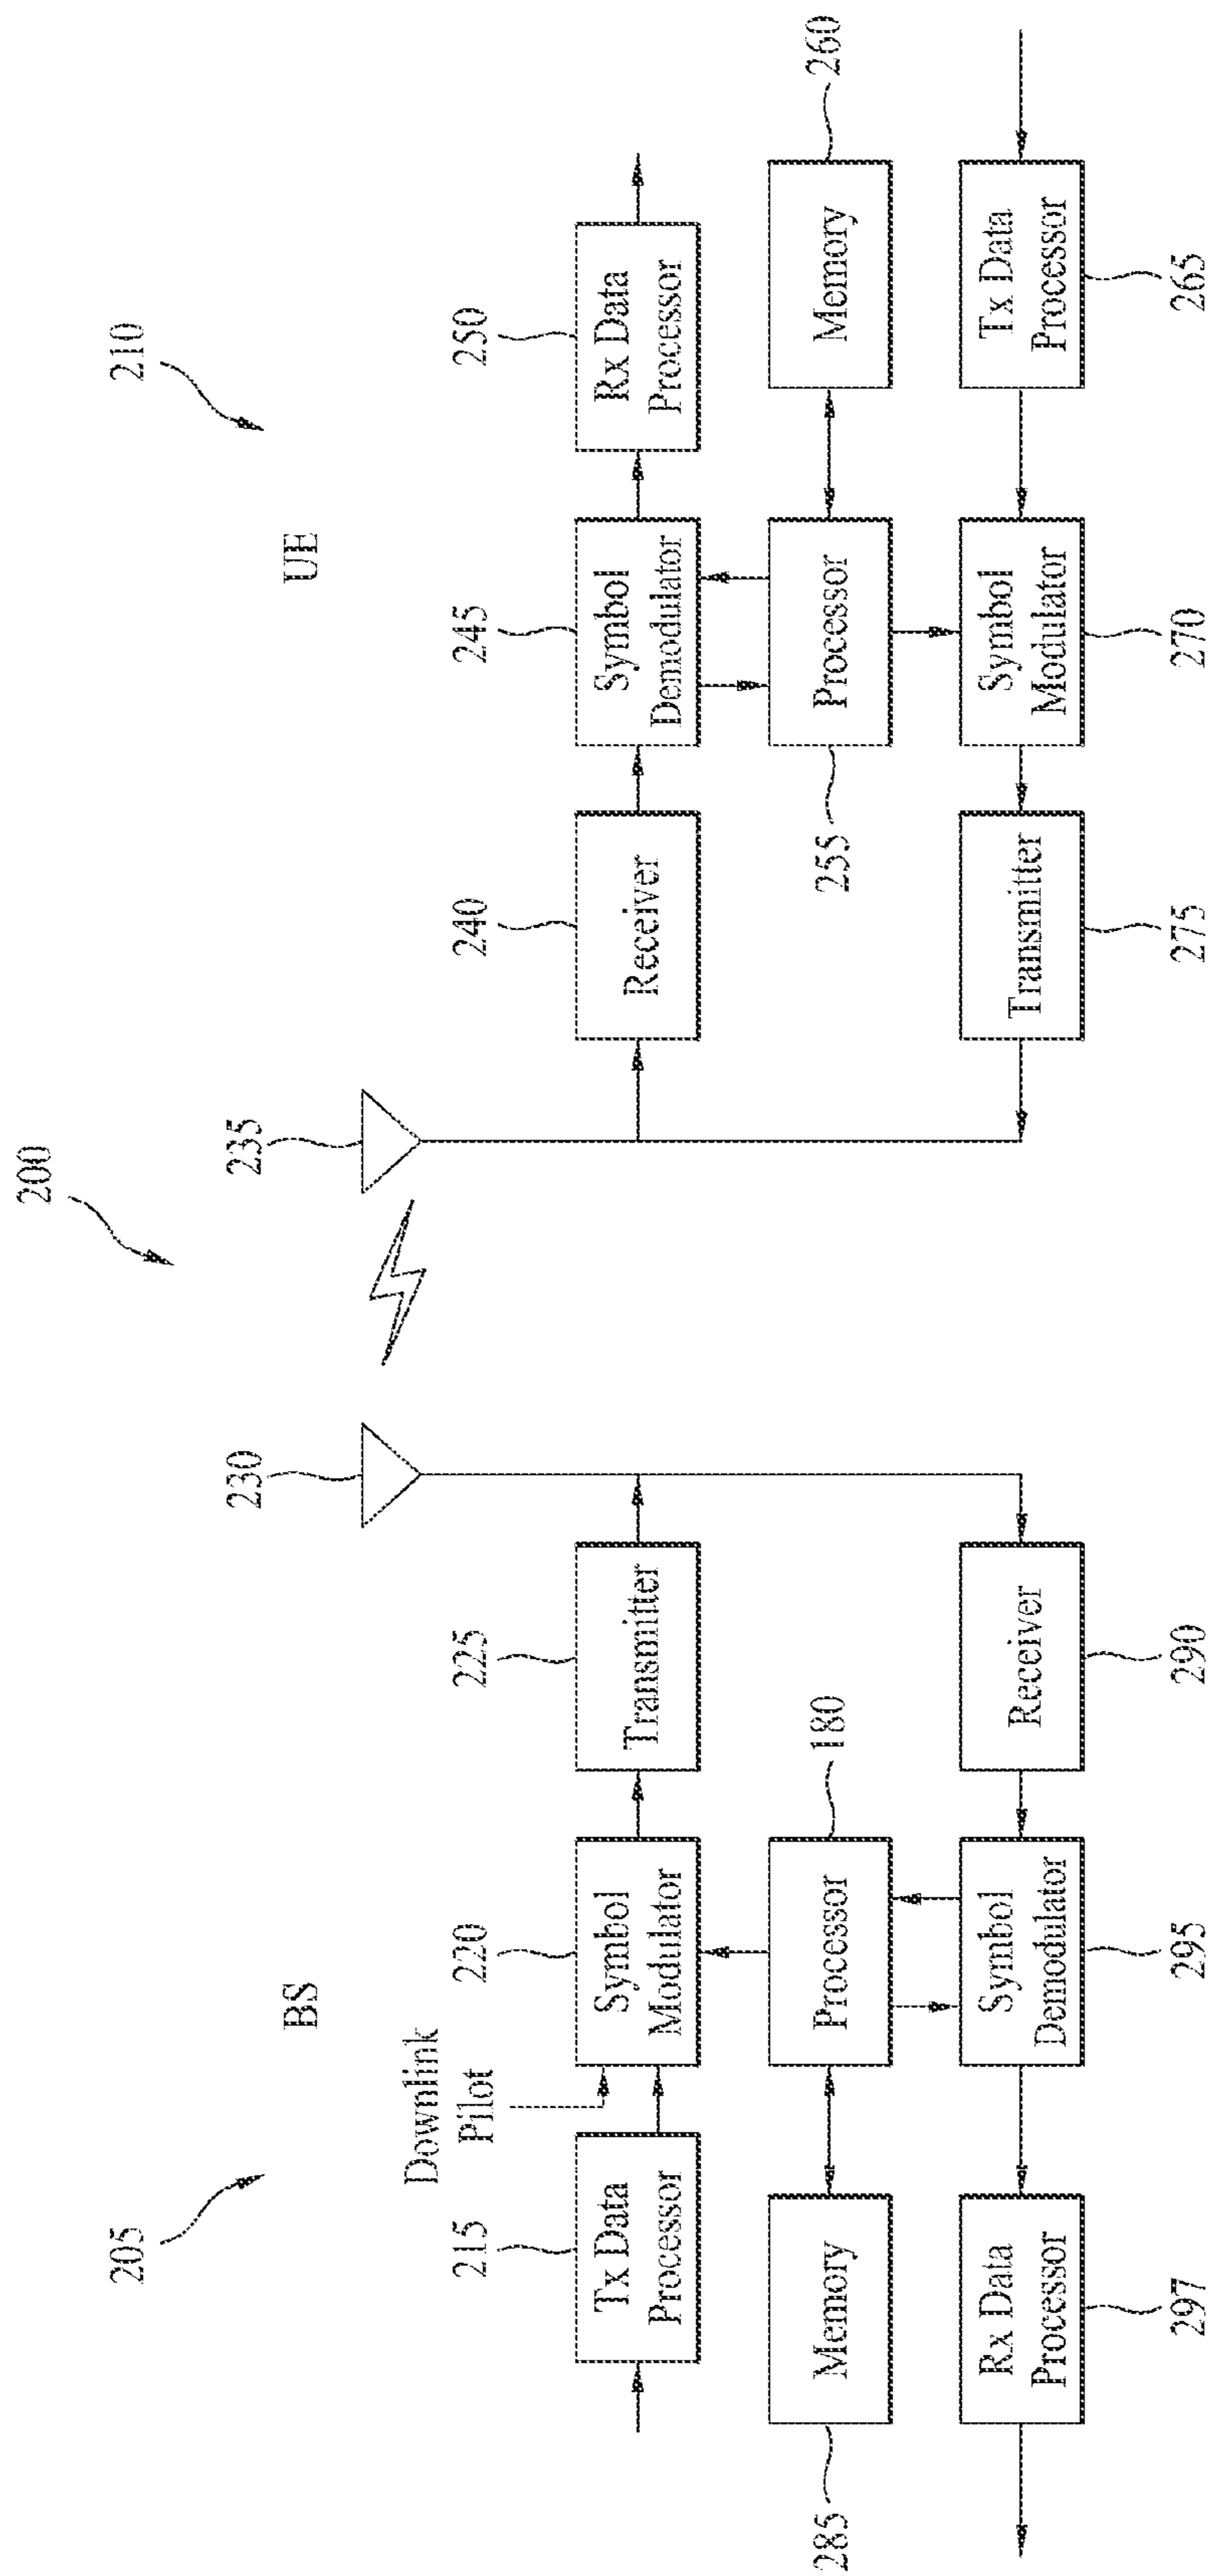 200
205
210
BS
UE
230
235
Downlink
Pilot
215
220
225
240
245
250
Tx Data
Processor
Symbol
Modulator
Transmitter
Receiver
Symbol
Demodulator
Rx Data
Processor
285
180
255
260
Memory
Processor
Processor
Memory
Rx Data
Processor
Symbol
Demodulator
Receiver
Transmitter
Symbol
Modulator
Tx Data
Processor
297
295
290
275
270
265